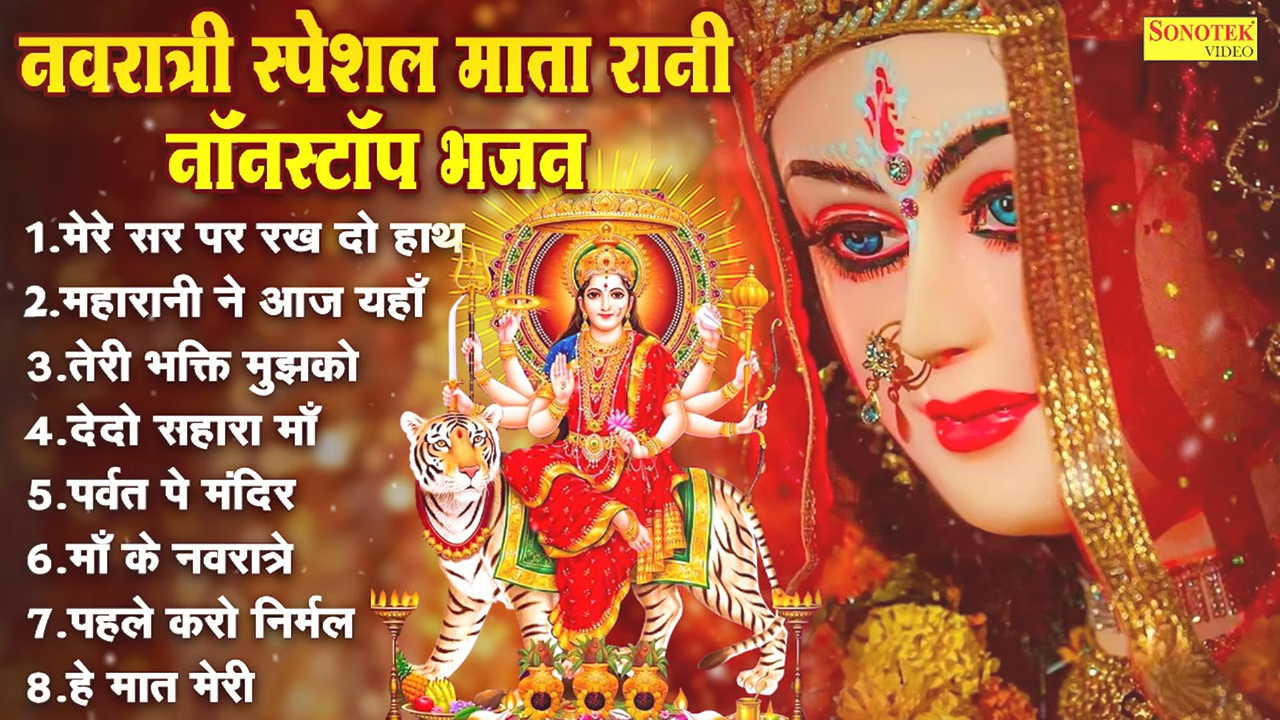 नवरात्री स्पेशल माता रानी
नॉनस्टॉप भजन
SONOTEK
VIDEO
1.मेरे सर पर रख दो हाथ
2.महारानी ने आज यहाँ
3.तेरी भक्ति मुझको
4.देदो सहारा माँ
5.पर्वत पे मंदिर
6.माँ के नवरात्रे
7.पहले करो निर्मल
8.हे मात मेरी